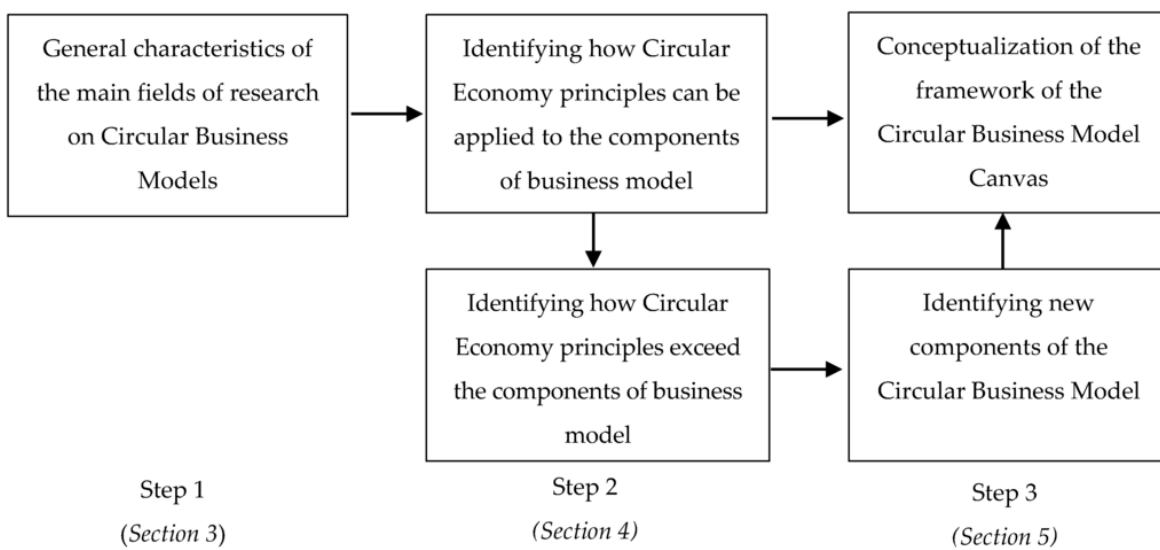 General characteristics of
the main fields of research
on Circular Business
Models
Identifying how Circular
Economy principles can be
applied to the components
of business model
Conceptualization of the
framework of the
Circular Business Model
Canvas
Identifying how Circular
Economy principles exceed
the components of business
model
Identifying new
components of the
Circular Business Model
Step 1
(Section 3)
Step 2
(Section 4)
Step 3
(Section 5)